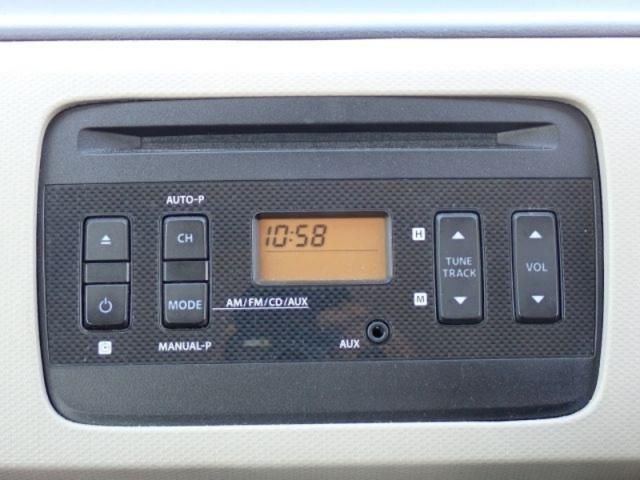 AUTO-P
CH
10:58
H
TUNE
TRACK
VOL
MODE
AM/FM/CD/AUX
M
C
MANUAL-P
AUX